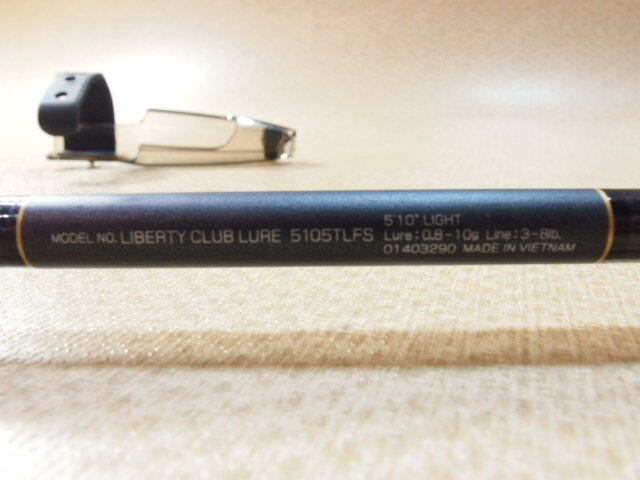 MODEL NO. LIBERTY CLUB LURE 5105TLFS
5'10" LIGHT
Lure:0.8-10g Line:3-8lb.
01403290 MADE IN VIETNAM